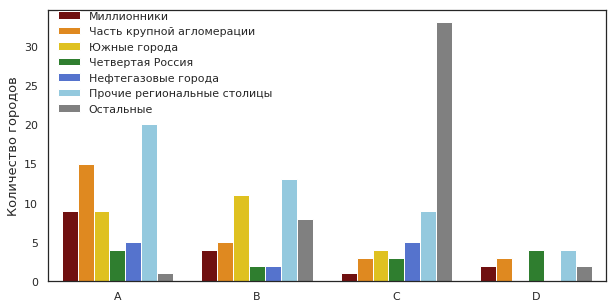 Миллионники
Часть крупной агломерации
Южные города
Четвертая Россия
Нефтегазовые города
Прочие региональные столицы
Остальные
Количество городов
30
25
20
15
10
5
0
A B C D